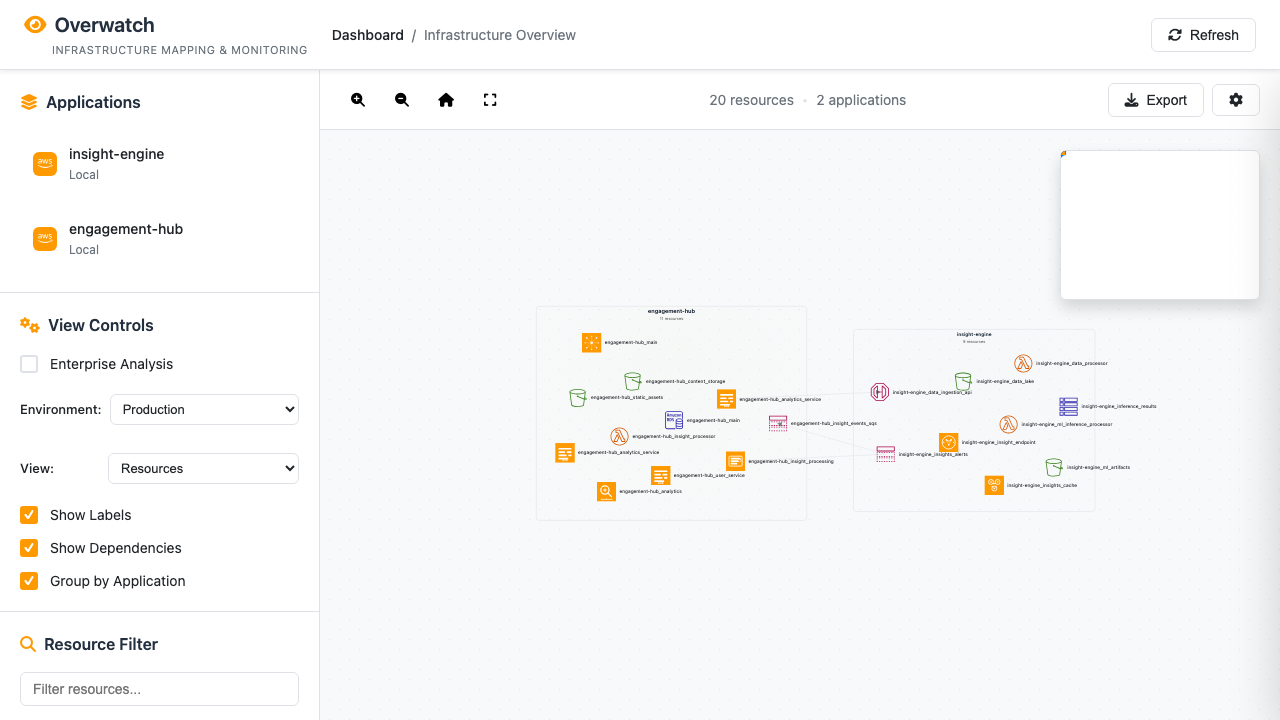 Overwatch
INFRASTRUCTURE MAPPING & MONITORING
Dashboard / Infrastructure Overview
Refresh
Applications
aws
insight-engine
Local
aws
engagement-hub
Local
View Controls
Enterprise Analysis
Environment: Production
View: Resources
Show Labels
Show Dependencies
Group by Application
Resource Filter
Filter resources...
20 resources • 2 applications
Export
engagement-hub
11 resources
engagement-hub_main
engagement-hub_content_storage
engagement-hub_static_assets
engagement-hub_analytics_service
engagement-hub_main
engagement-hub_insight_events_sqs
engagement-hub_insight_processor
engagement-hub_analytics_service
engagement-hub_insight_processing
engagement-hub_user_service
engagement-hub_analytics
insight-engine
9 resources
insight-engine_data_processor
insight-engine_data_lake
insight-engine_data_ingestion_api
insight-engine_inference_results
insight-engine_ml_inference_processor
insight-engine_insight_endpoint
insight-engine_insights_alerts
insight-engine_ml_artifacts
insight-engine_insights_cache